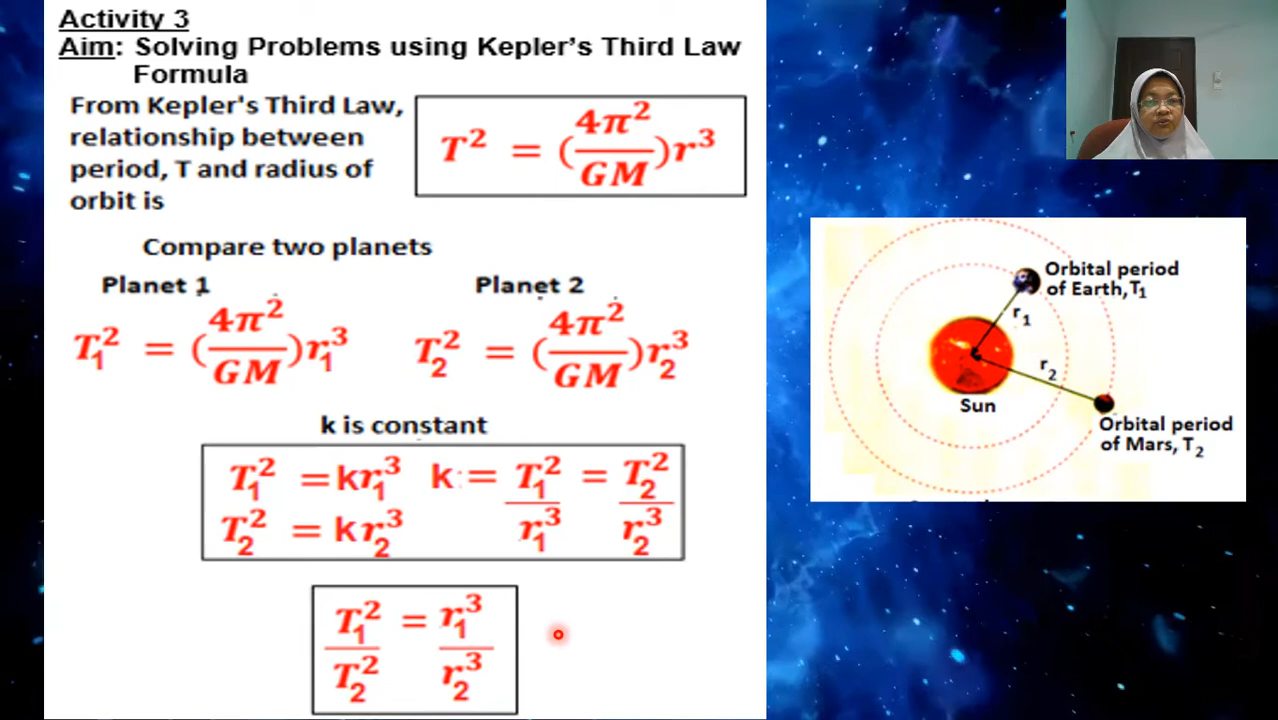 Activity 3
Aim: Solving Problems using Kepler's Third Law
Formula
From Kepler's Third Law,
relationship between
period, T and radius of
orbit is
T² = (4π²/GM)r³
Compare two planets
Planet 1
Planet 2
T₁² = (4π²/GM)r₁³
T₂² = (4π²/GM)r₂³
k is constant
T₁² = kr₁³
T₂² = kr₂³
k = T₁²/r₁³ = T₂²/r₂³
T₁²/T₂² = r₁³/r₂³
Orbital period
of Earth, T₁
r₁
r₂
Sun
Orbital period
of Mars, T₂